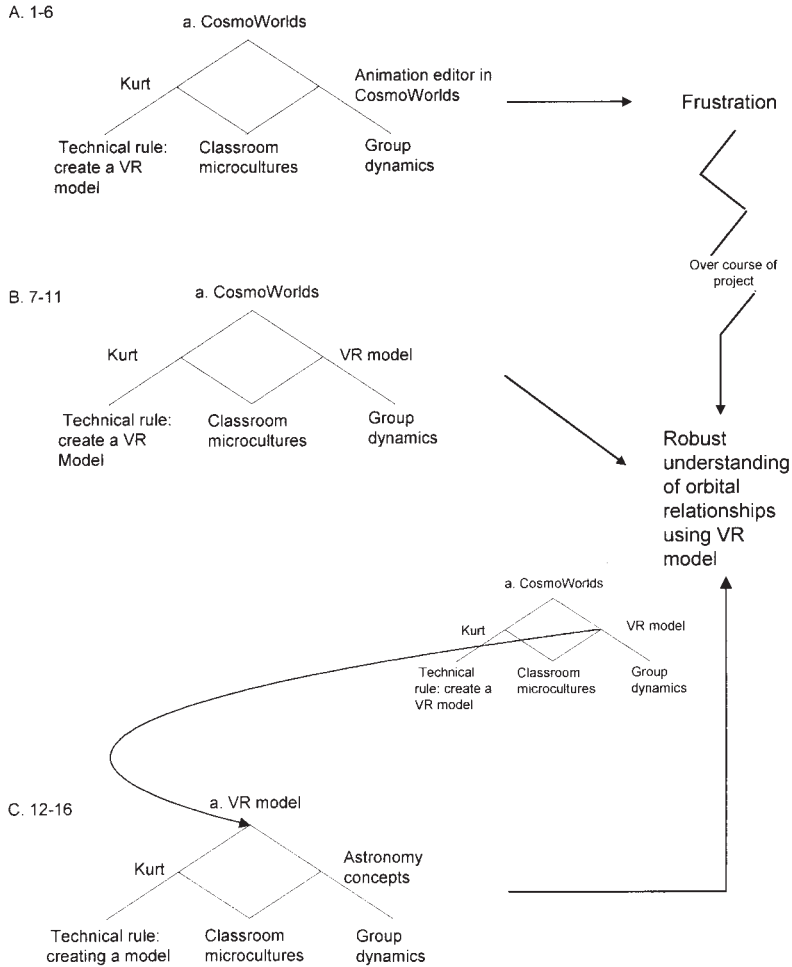 A. 1-6
a. CosmoWorlds
Kurt
Animation editor in
CosmoWorlds
Frustration
Technical rule:
create a VR
model
Classroom
microcultures
Group
dynamics
Over course of
project
B. 7-11
a. CosmoWorlds
Kurt
VR model
Technical rule:
create a VR
Model
Classroom
microcultures
Group
dynamics
Robust
understanding
of orbital
relationships
using VR
model
a. CosmoWorlds
Kurt
VR model
Technical
rule: create a
VR model
Classroom
microcultures
Group
dynamics
C. 12-16
a. VR model
Kurt
Astronomy
concepts
Technical rule:
creating a model
Classroom
microcultures
Group
dynamics